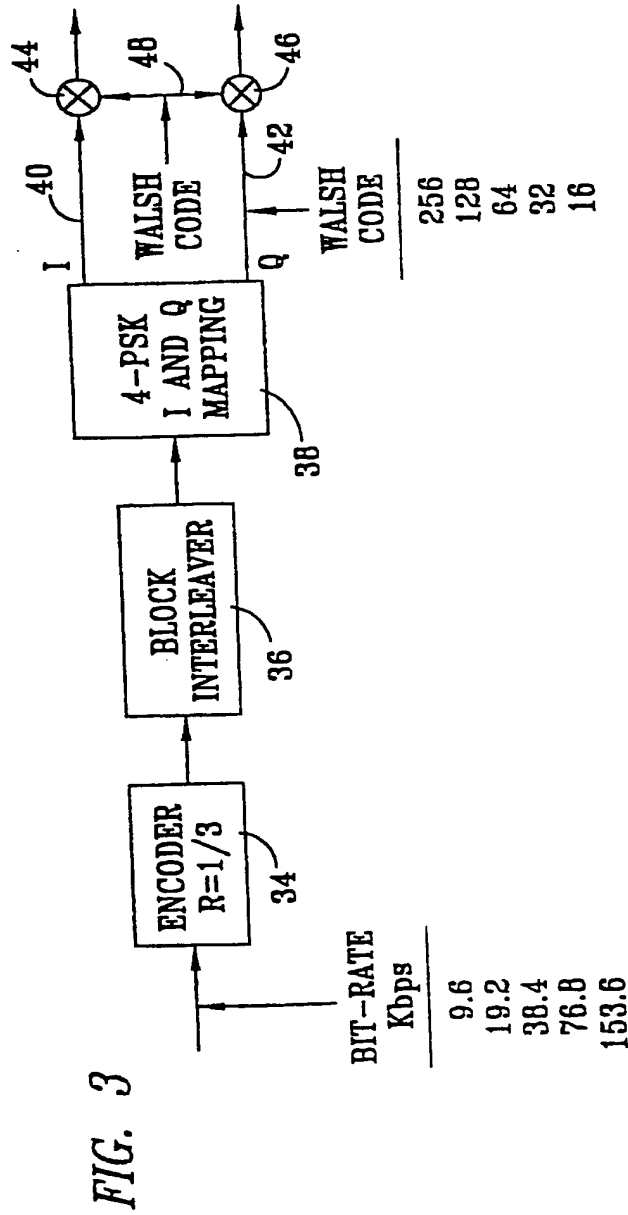 FIG. 3
BIT-RATE
Kbps
9.6
19.2
38.4
76.8
153.6
ENCODER
R=1/3
34
BLOCK
INTERLEAVER
36
4-PSK
I AND Q
MAPPING
38
I
40
44
WALSH
CODE
48
Q
42
46
WALSH
CODE
256
128
64
32
16